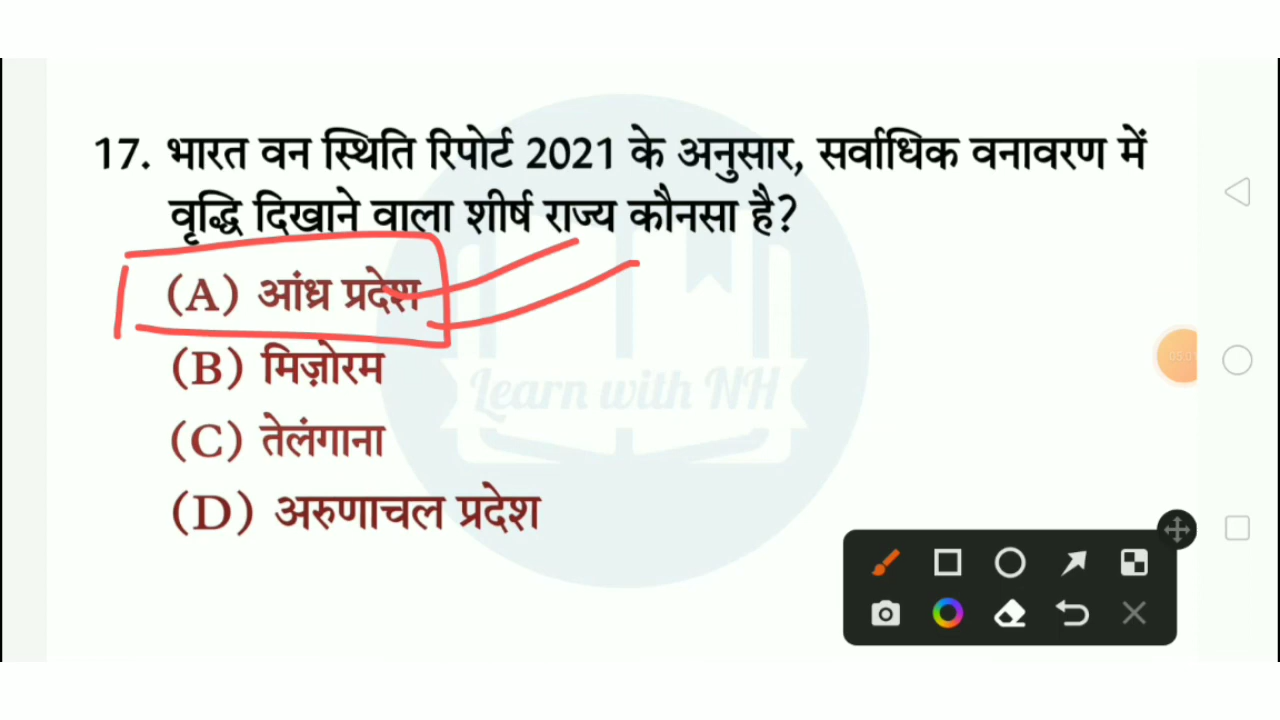 17. भारत वन स्थिति रिपोर्ट 2021 के अनुसार, सर्वाधिक वनावरण में
वृद्धि दिखाने वाला शीर्ष राज्य कौनसा है?
(A) आंध्र प्रदेश
(B) मिज़ोरम
(C) तेलंगाना
(D) अरुणाचल प्रदेश
Learn with NH